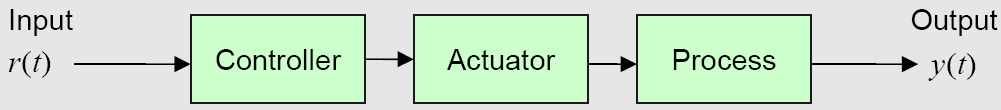 Input
Output
r(t)
Controller
Actuator
Process
y(t)